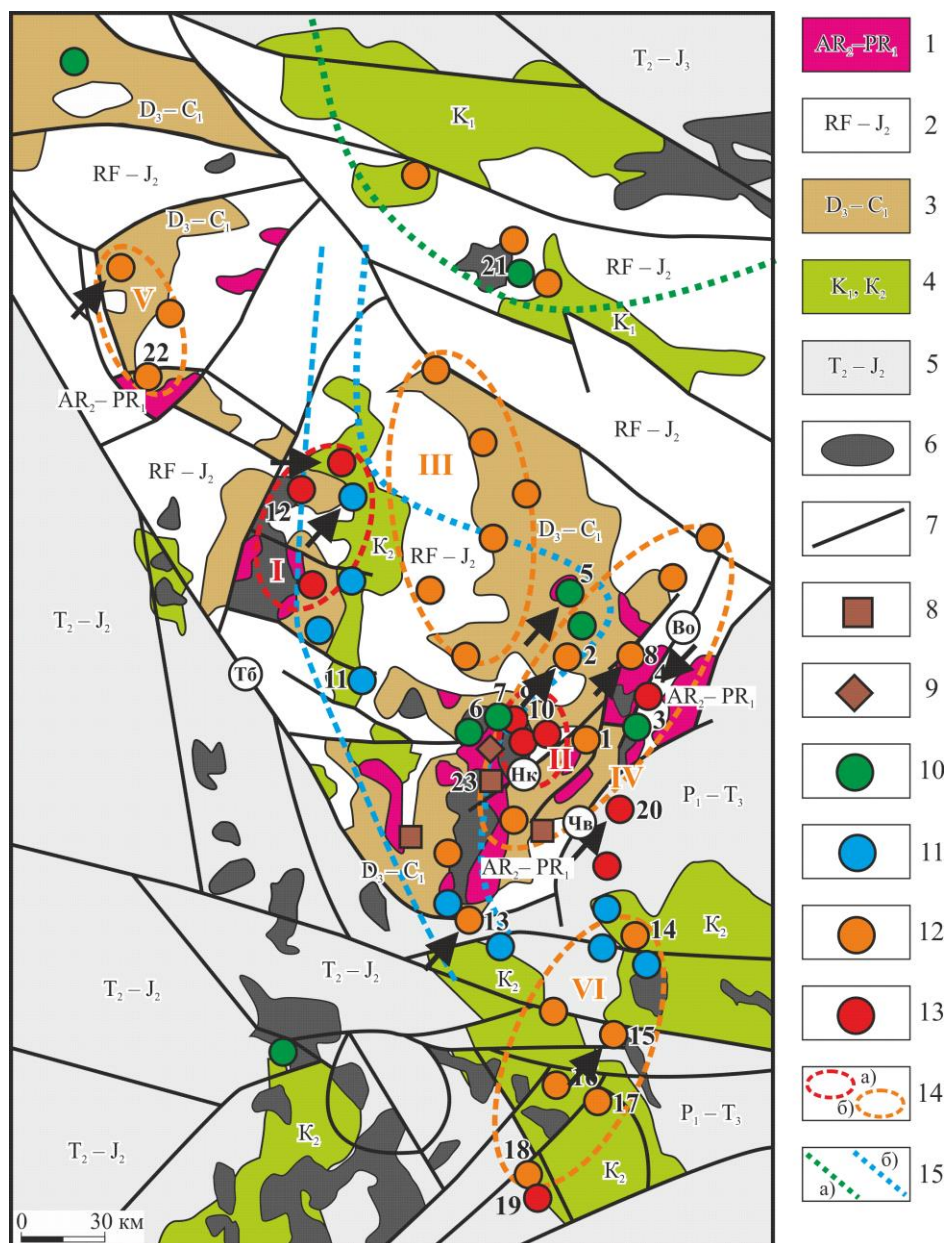 T₂ – J₃
D₃ – C₁
K₁
RF – J₂
D₃ – C₁
21
RF – J₂
K₁
V
22
AR₂ – PR₁
RF – J₂
RF – J₂
III
12
K₂
D₃ – C₁
RF – J₂
I
5
T₂ – J₂
Во
2
8
Тб
11
4
AR₂ – PR₁
7
9
6
10
3
1
II
IV
Нк
23
P₁ – T₃
20
Чв
D₃ – C₁
AR₂ – PR₁
13
14
K₂
T₂ – J₂
T₂ – J₂
K₂
VI
15
16
17
P₁ – T₃
K₂
T₂ – J₂
18
K₂
19
0 30 км
AR₂–PR₁ 1
RF – J₂ 2
D₃ – C₁ 3
K₁, K₂ 4
T₂ – J₂ 5
6
7
8
9
10
11
12
13
а) б) 14
а) б) 15